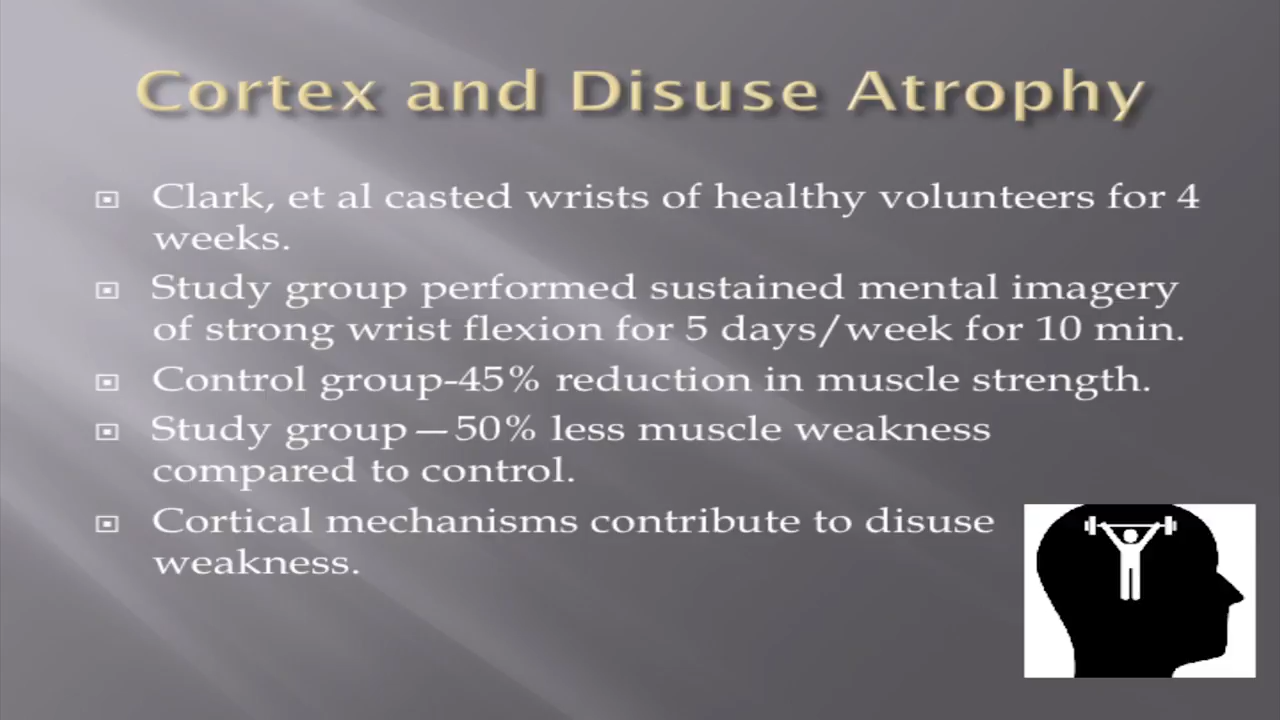 Cortex and Disuse Atrophy
Clark, et al casted wrists of healthy volunteers for 4
weeks.
Study group performed sustained mental imagery
of strong wrist flexion for 5 days/week for 10 min.
Control group-45% reduction in muscle strength.
Study group—50% less muscle weakness
compared to control.
Cortical mechanisms contribute to disuse
weakness.